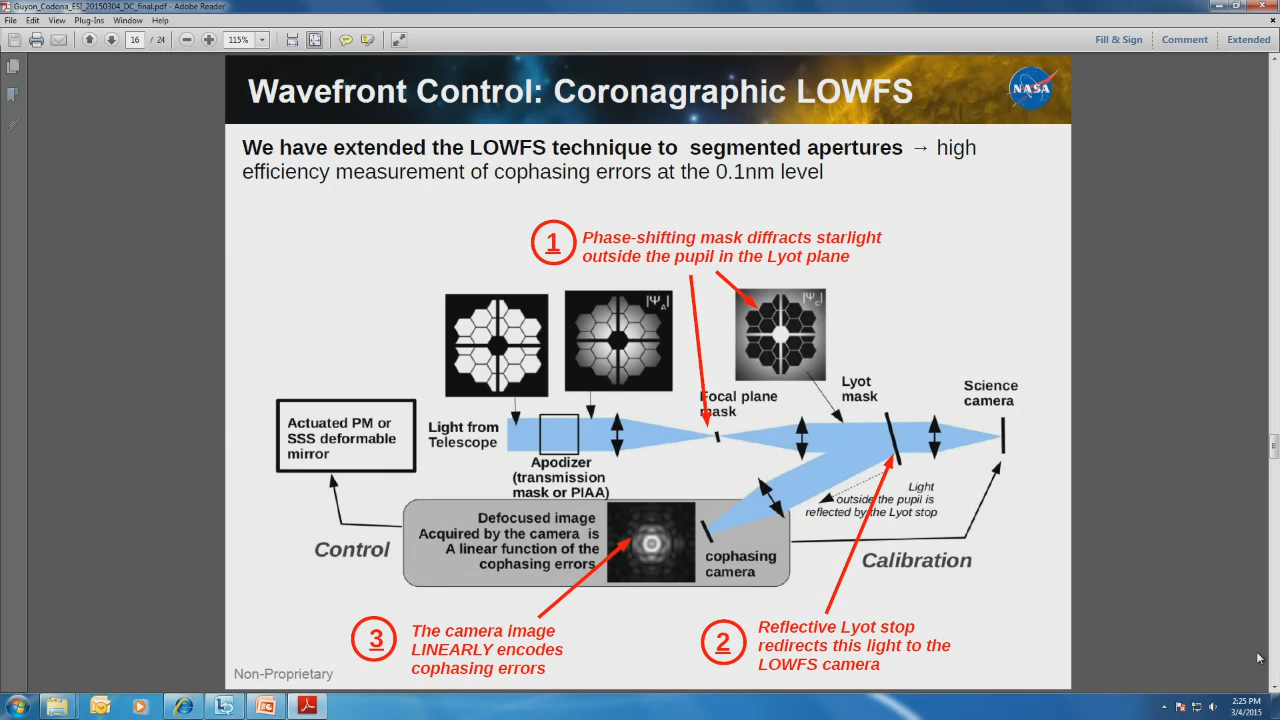 Guyon_Codona_ESI_20150304_DC_final.pdf - Adobe Reader
File Edit View Plug-Ins Window Help
16 / 24 115% Fill & Sign Comment Extended
Wavefront Control: Coronagraphic LOWFS
NASA
We have extended the LOWFS technique to segmented apertures → high
efficiency measurement of cophasing errors at the 0.1nm level
1
Phase-shifting mask diffracts starlight
outside the pupil in the Lyot plane
|Ψ_A|
|Ψ_C|
Focal plane
mask
Lyot
mask
Science
camera
Actuated PM or
SSS deformable
mirror
Light from
Telescope
Apodizer
(transmission
mask or PIAA)
Light
outside the pupil is
reflected by the Lyot stop
Defocused image
Acquired by the camera is
A linear function of the
cophasing errors
cophasing
camera
Control
Calibration
3
The camera image
LINEARLY encodes
cophasing errors
2
Reflective Lyot stop
redirects this light to the
LOWFS camera
Non-Proprietary
2:25 PM
3/4/2015